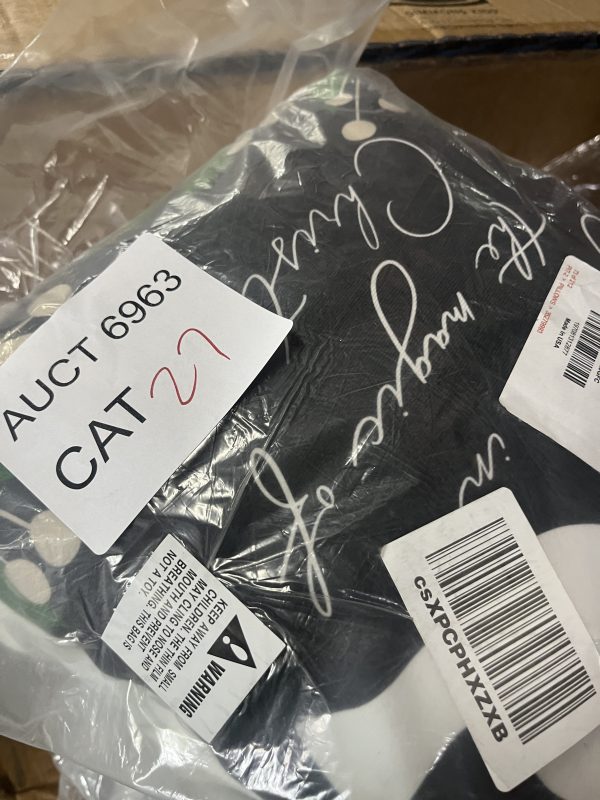 AUCT 6963
CAT 27
in
the magic of
Christ
WARNING
KEEP AWAY FROM SMALL
CHILDREN. THE THIN FILM
MAY CLING TO NOSE AND
MOUTH AND PREVENT
BREATHING. THIS BAG IS
NOT A TOY.
csXPCPHXZXB
Made in USA